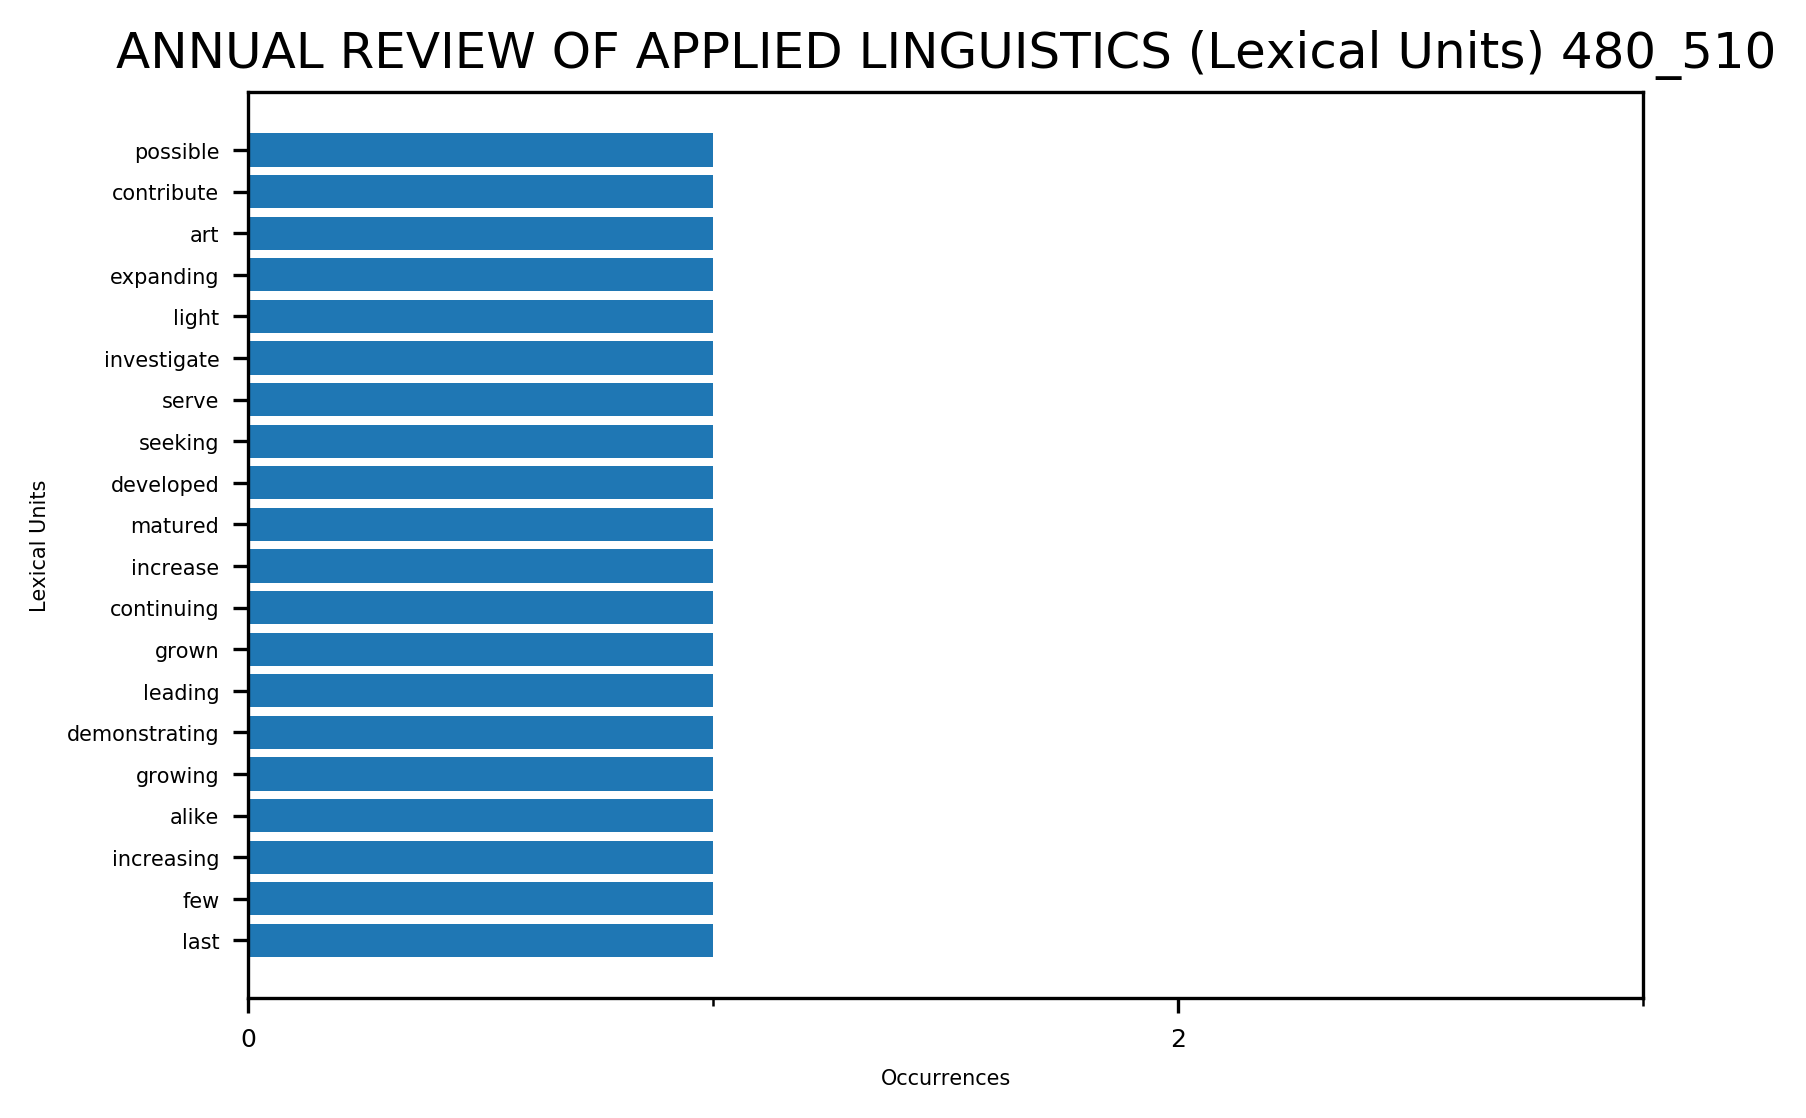 ANNUAL REVIEW OF APPLIED LINGUISTICS (Lexical Units) 480_510
possible
contribute
art
expanding
light
investigate
serve
seeking
developed
matured
increase
continuing
grown
leading
demonstrating
growing
alike
increasing
few
last
Lexical Units
0 2
Occurrences